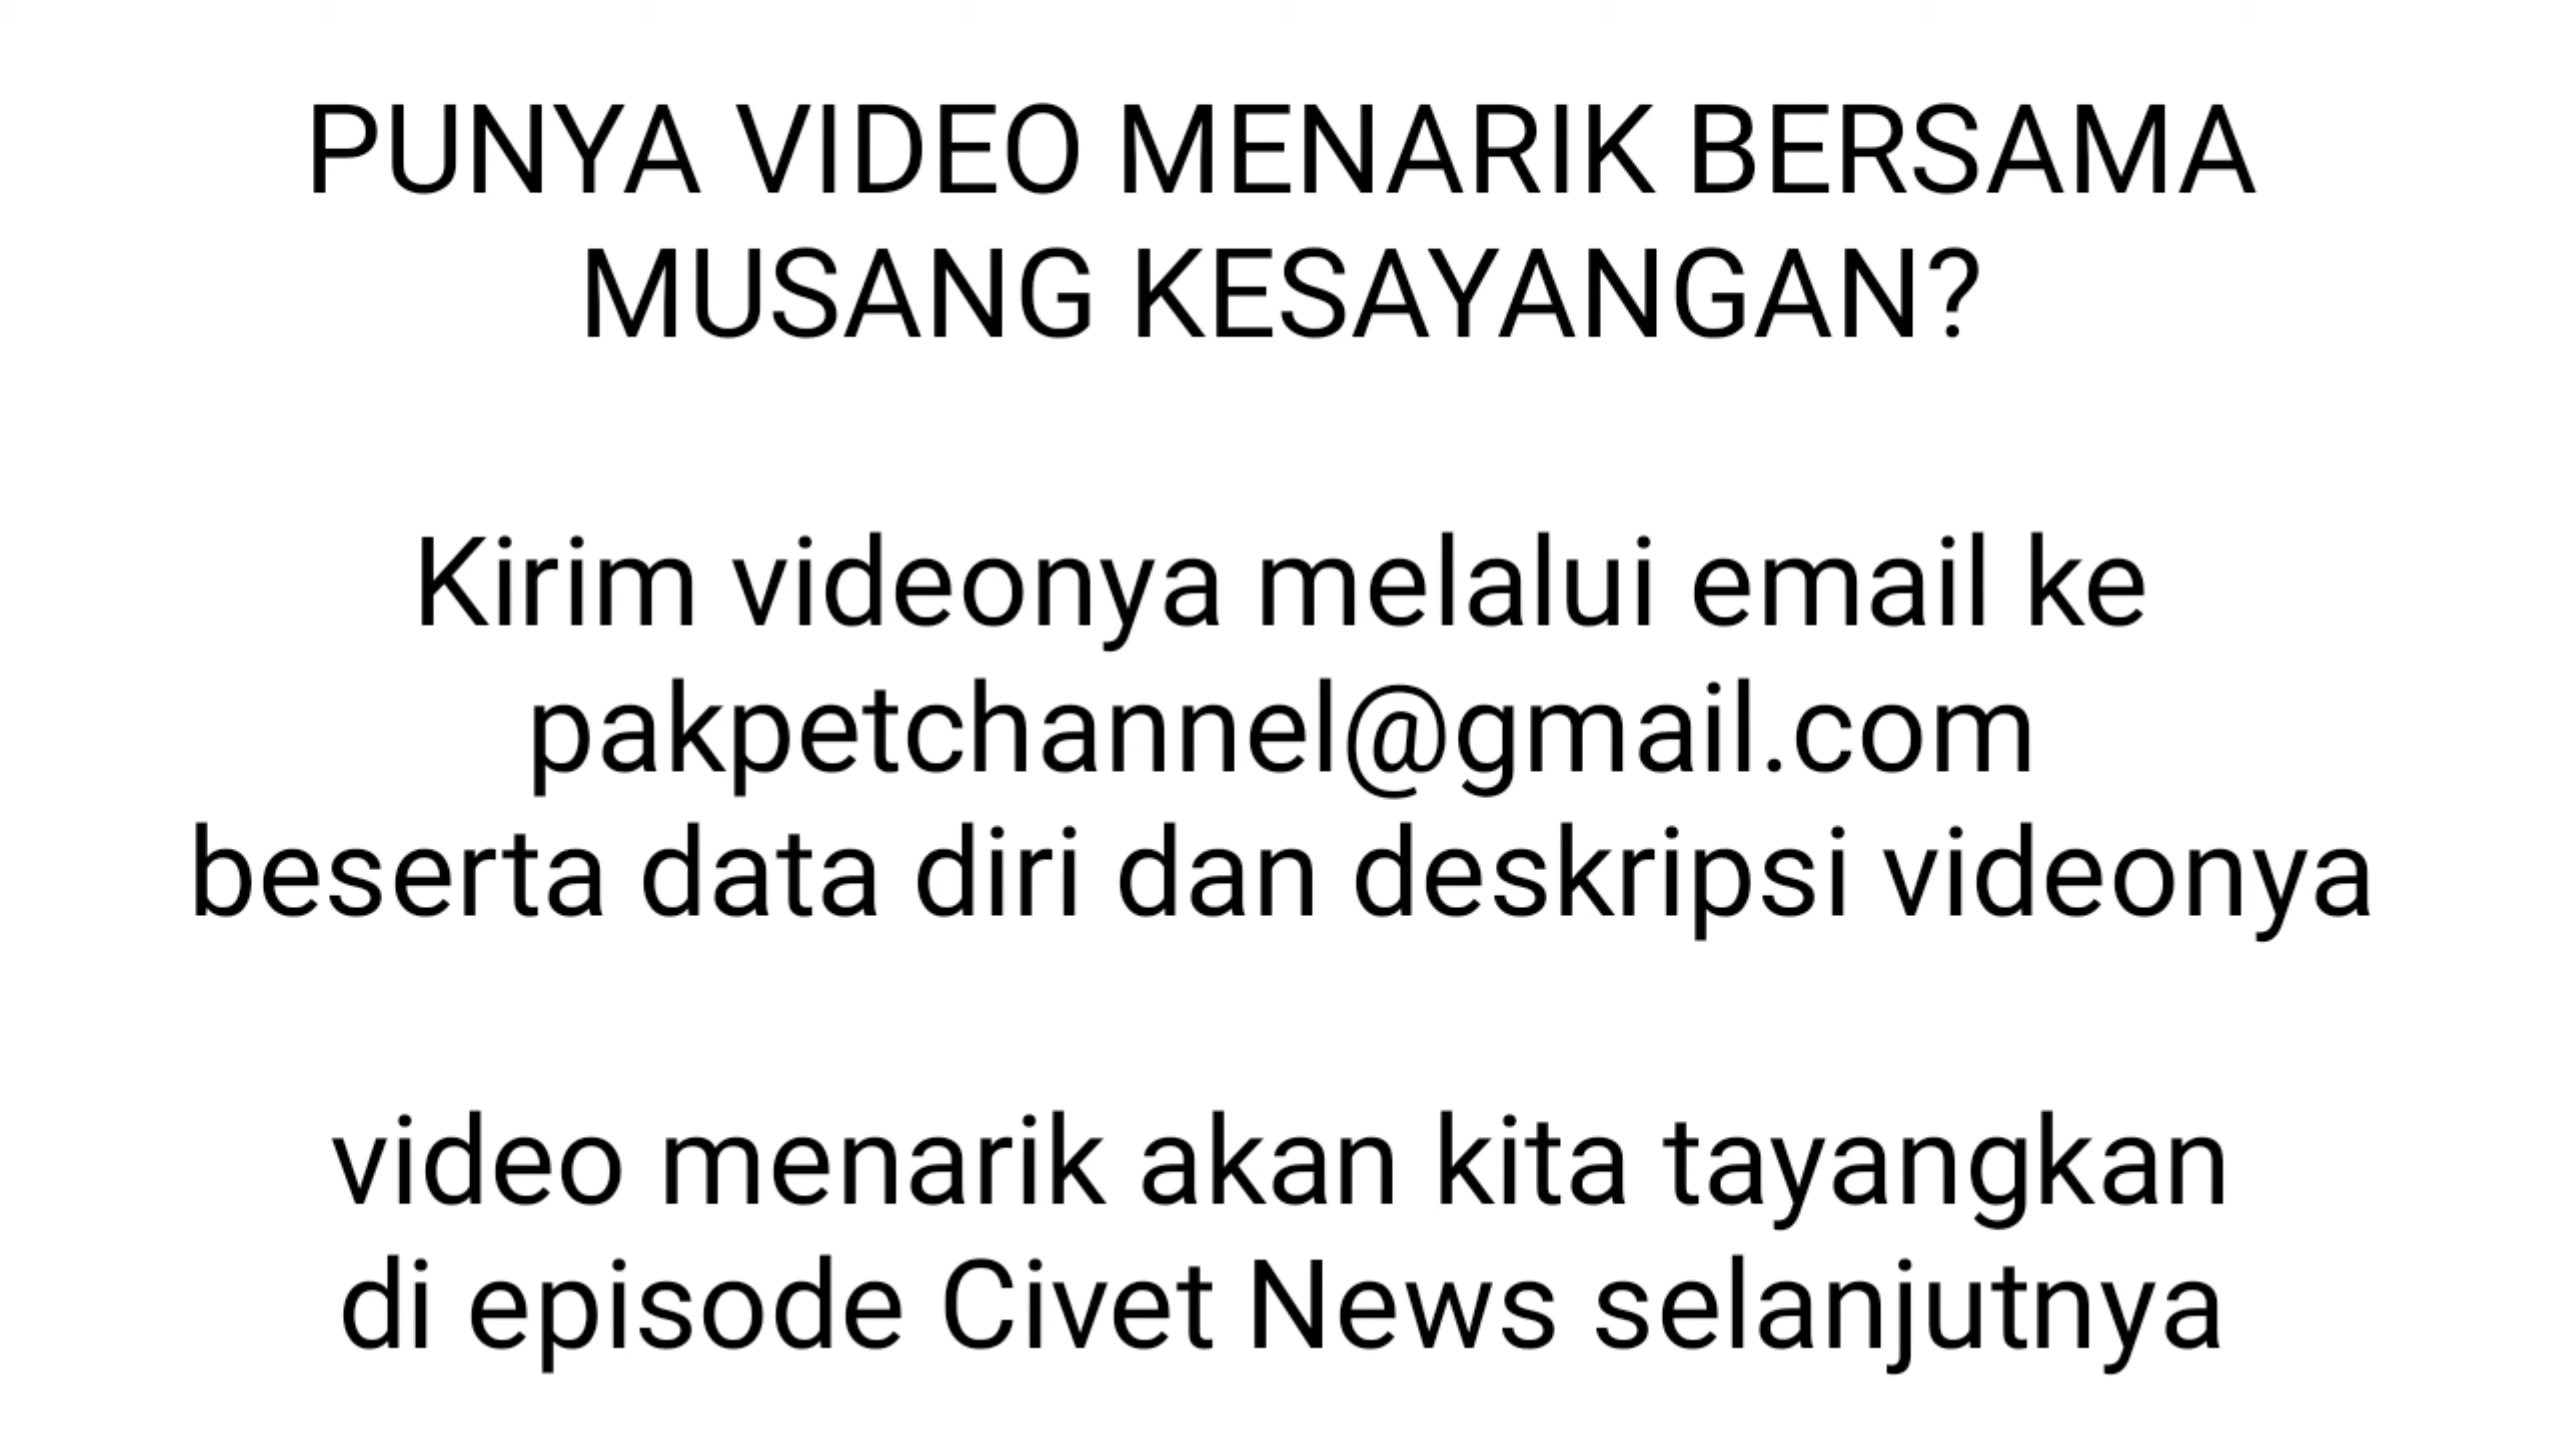 PUNYA VIDEO MENARIK BERSAMA
MUSANG KESAYANGAN?
Kirim videonya melalui email ke
pakpetchannel@gmail.com
beserta data diri dan deskripsi videonya
video menarik akan kita tayangkan
di episode Civet News selanjutnya